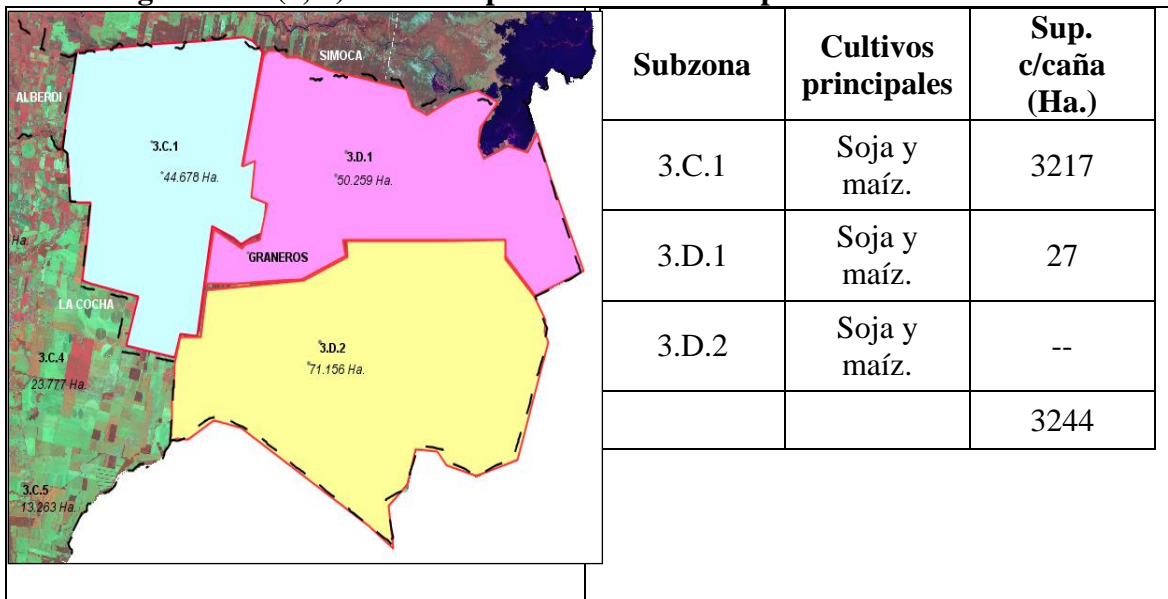 SIMOCA
ALBERDI
3.C.1
44.678 Ha.
3.D.1
50.259 Ha.
Ha.
GRANEROS
LA COCHA
3.C.4
23.777 Ha.
3.D.2
71.156 Ha.
3.C.5
13.263 Ha.
Subzona
Cultivos
principales
Sup.
c/caña
(Ha.)
3.C.1
Soja y
maíz.
3217
3.D.1
Soja y
maíz.
27
3.D.2
Soja y
maíz.
--
3244